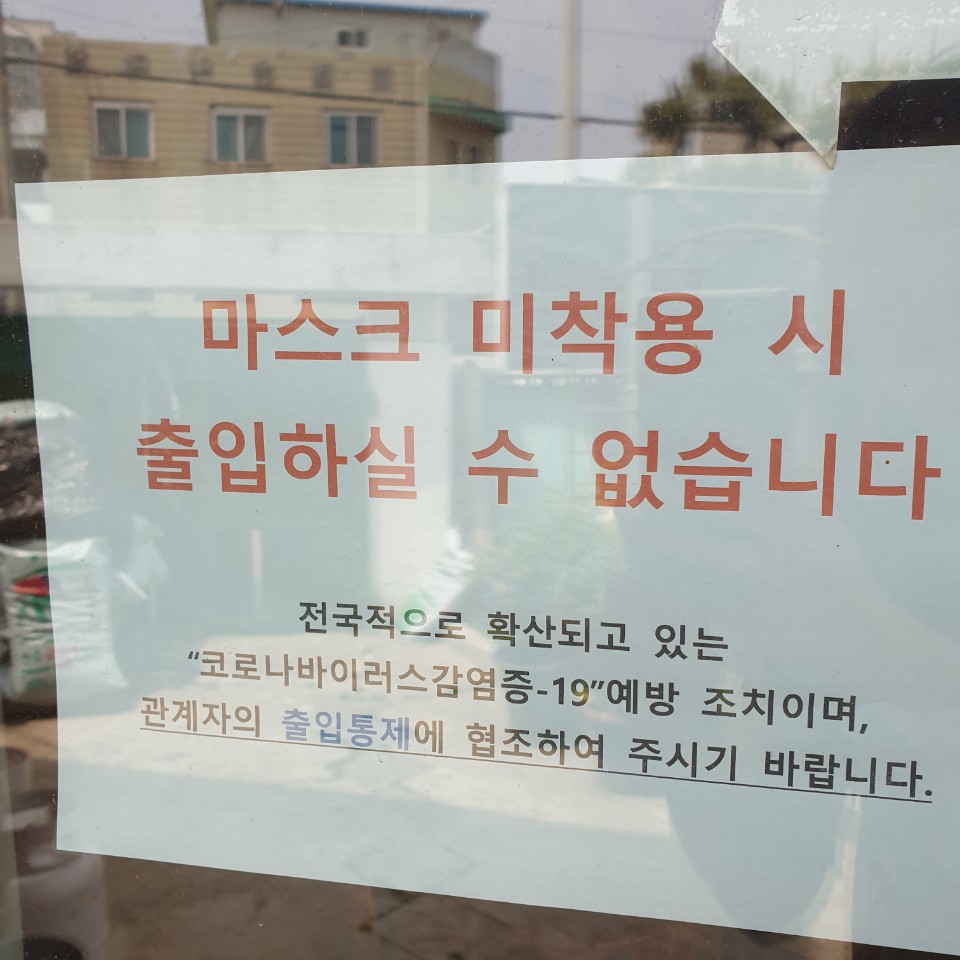 마스크 미착용 시
출입하실 수 없습니다
전국적으로 확산되고 있는
“코로나바이러스감염증-19”예방 조치이며,
관계자의 출입통제에 협조하여 주시기 바랍니다.